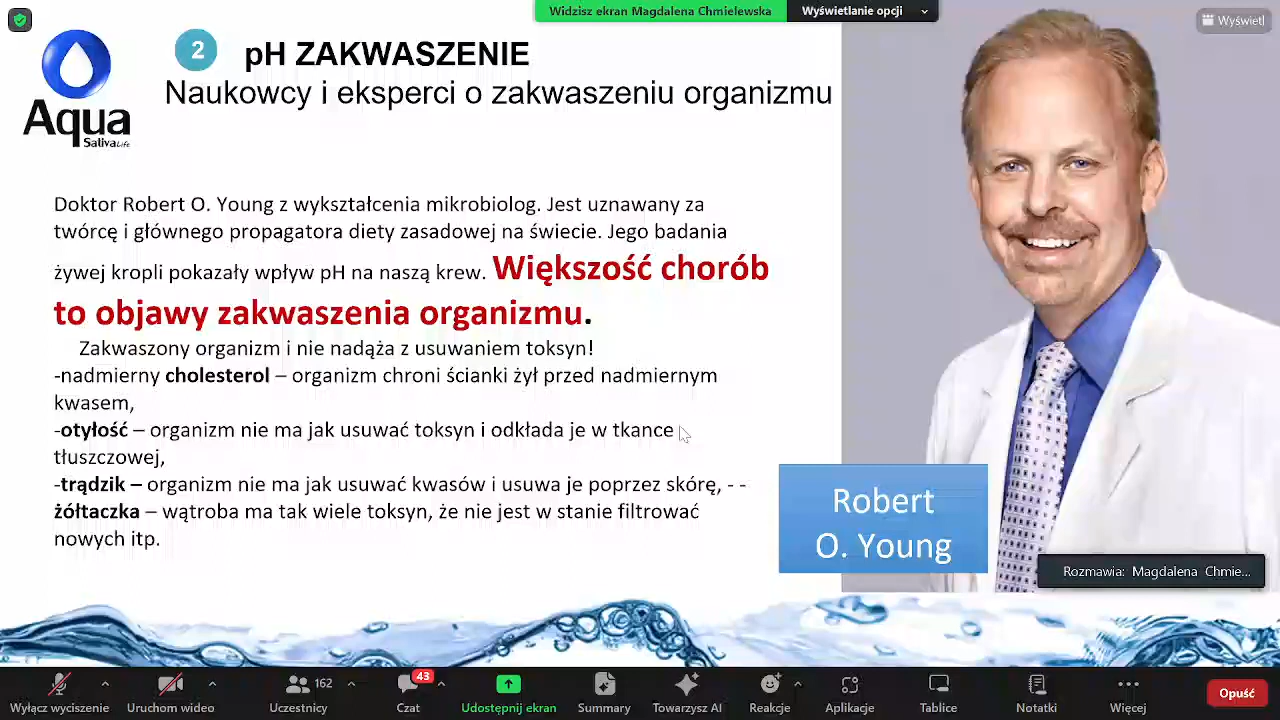 Widzisz ekran Magdalena Chmielewska
Wyświetlanie opcji
Wyświetl
Aqua
SalivaLife
2
pH ZAKWASZENIE
Naukowcy i eksperci o zakwaszeniu organizmu
Doktor Robert O. Young z wykształcenia mikrobiolog. Jest uznawany za
twórcę i głównego propagatora diety zasadowej na świecie. Jego badania
żywej kropli pokazały wpływ pH na naszą krew. Większość chorób
to objawy zakwaszenia organizmu.
Zakwaszony organizm i nie nadąża z usuwaniem toksyn!
-nadmierny cholesterol – organizm chroni ścianki żył przed nadmiernym
kwasem,
-otyłość – organizm nie ma jak usuwać toksyn i odkłada je w tkance
tłuszczowej,
-trądzik – organizm nie ma jak usuwać kwasów i usuwa je poprzez skórę, - -
żółtaczka – wątroba ma tak wiele toksyn, że nie jest w stanie filtrować
nowych itp.
Robert
O. Young
Rozmawia: Magdalena Chmie...
43
162
Wyłącz wyciszenie
Uruchom wideo
Uczestnicy
Czat
Udostępnij ekran
Summary
Towarzysz AI
Reakcje
Aplikacje
Tablice
Notatki
Więcej
Opuść